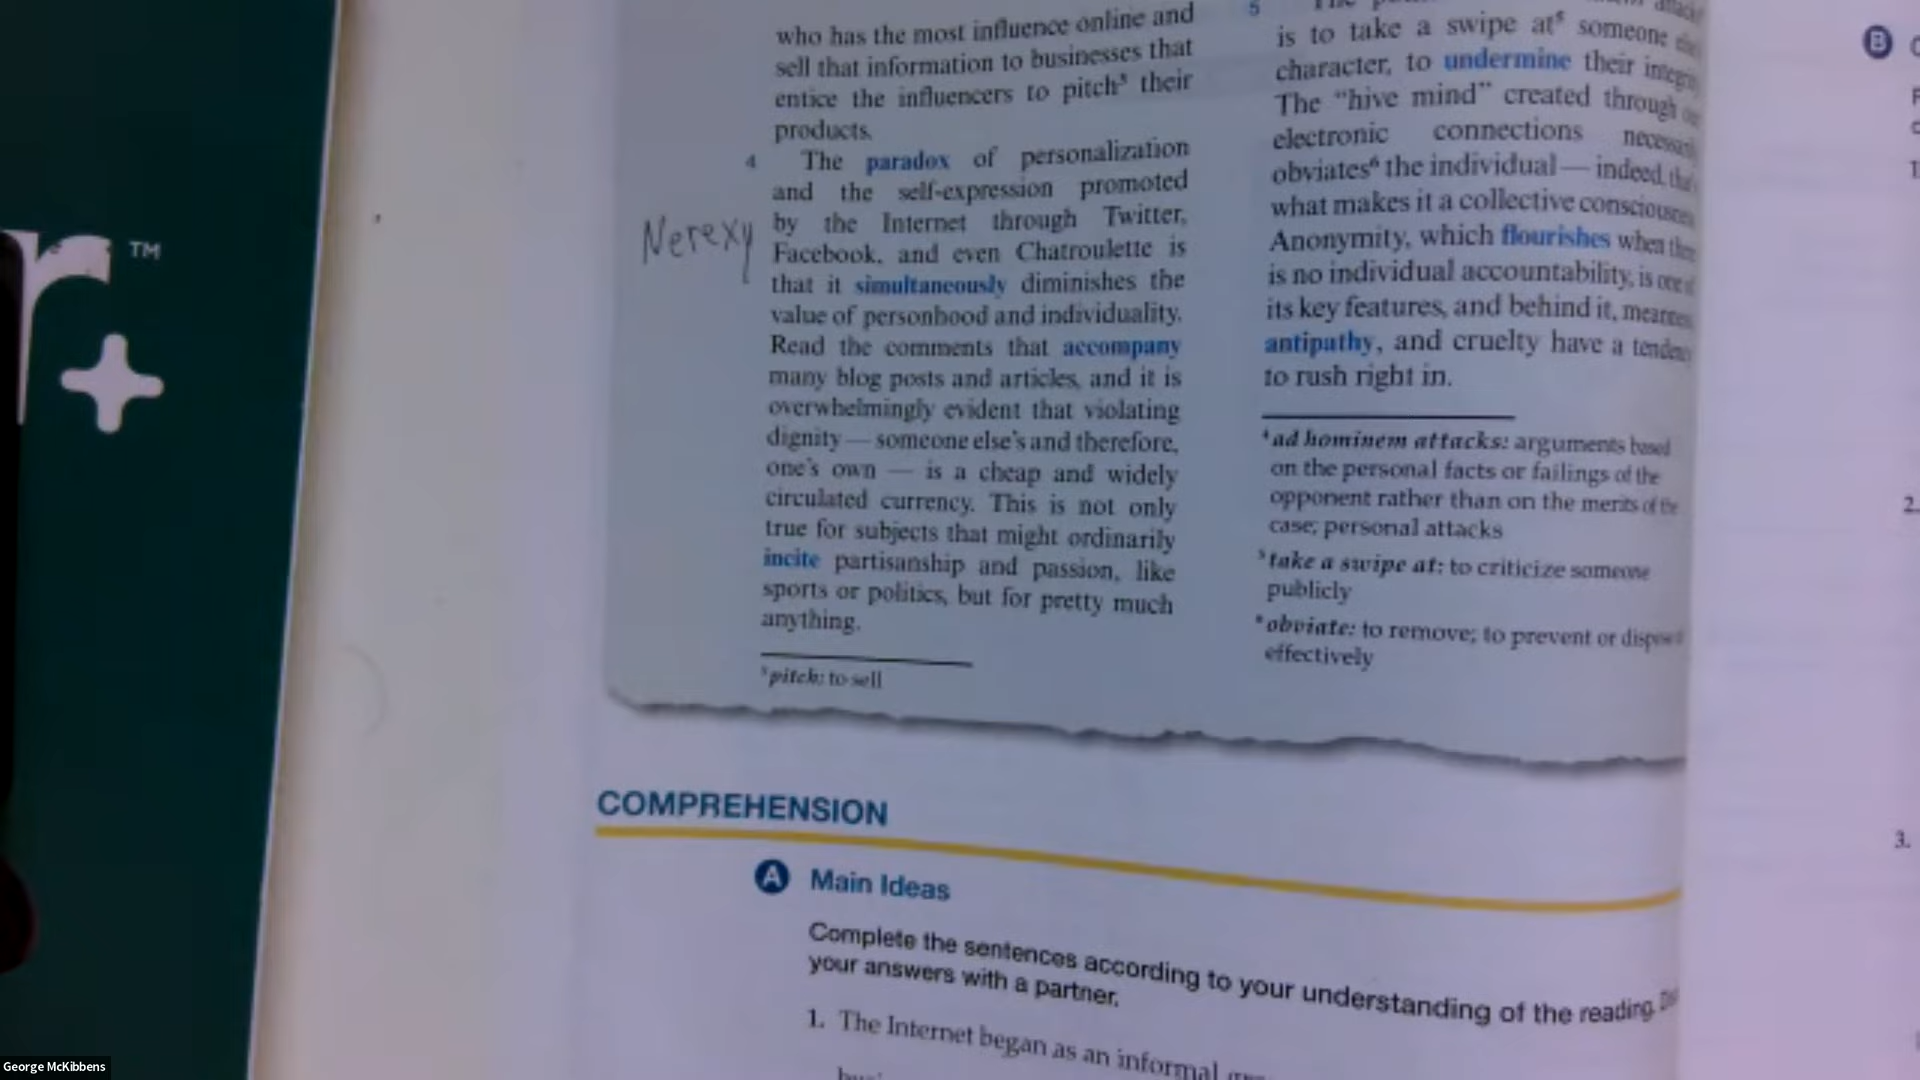 who has the most influence online and
sell that information to businesses that
entice the influencers to pitch³ their
products.
4 The paradox of personalization
and the self-expression promoted
by the Internet through Twitter,
Facebook, and even Chatroulette is
that it simultaneously diminishes the
value of personhood and individuality.
Read the comments that accompany
many blog posts and articles, and it is
overwhelmingly evident that violating
dignity — someone else's and therefore,
one's own — is a cheap and widely
circulated currency. This is not only
true for subjects that might ordinarily
incite partisanship and passion, like
sports or politics, but for pretty much
anything.
³pitch: to sell
Nerexy
5 The
is to take a swipe at⁵ someone
character, to undermine their
The "hive mind" created through
electronic connections
obviates⁶ the individual — indeed,
what makes it a collective
Anonymity, which flourishes when
is no individual accountability, is one
its key features, and behind it,
antipathy, and cruelty have a
to rush right in.
⁴ad hominem attacks: arguments based
on the personal facts or failings of the
opponent rather than on the merits of the
case; personal attacks
⁵take a swipe at: to criticize someone
publicly
⁶obviate: to remove; to prevent or
effectively
COMPREHENSION
A Main Ideas
Complete the sentences according to your understanding of the reading.
your answers with a partner.
1. The Internet began as an informal
r TM
B
2.
3.
George McKibbens